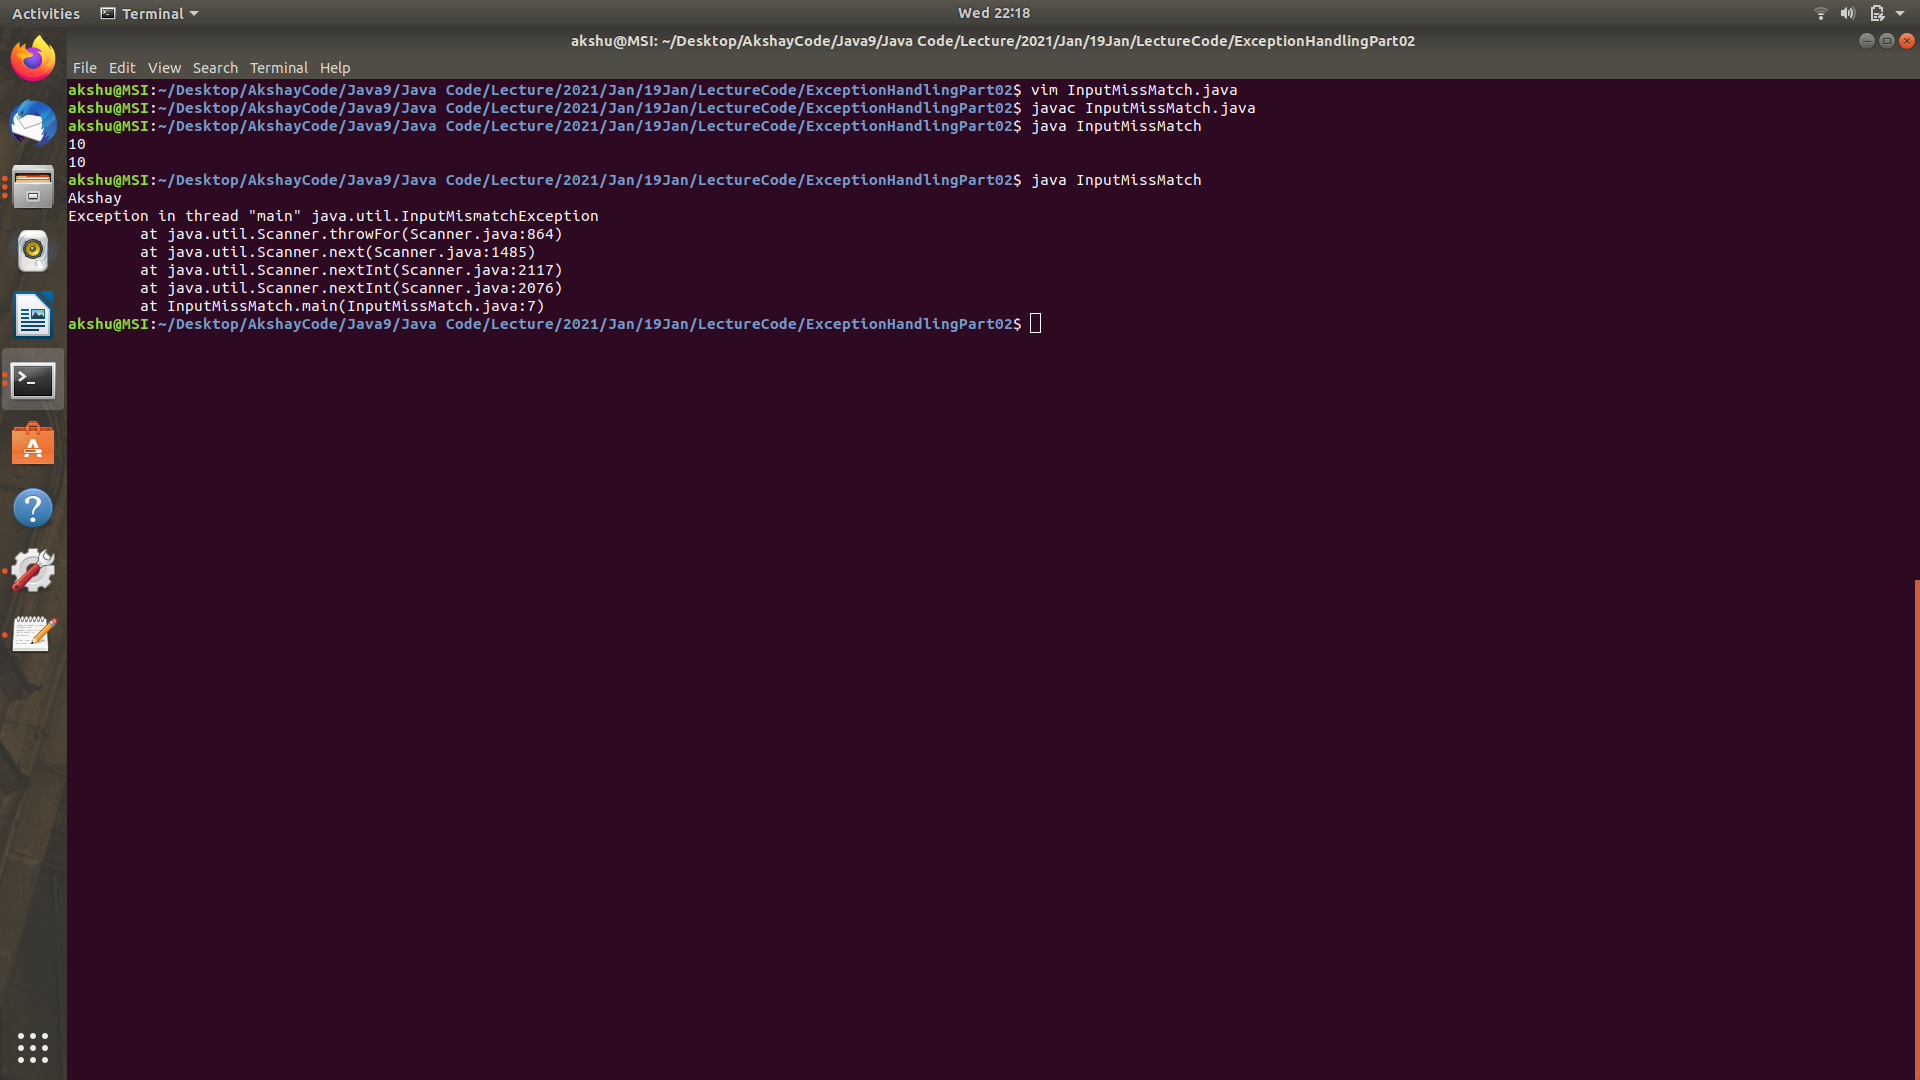 Activities Terminal Wed 22:18
akshu@MSI: ~/Desktop/AkshayCode/Java9/Java Code/Lecture/2021/Jan/19Jan/LectureCode/ExceptionHandlingPart02
File Edit View Search Terminal Help
akshu@MSI:~/Desktop/AkshayCode/Java9/Java Code/Lecture/2021/Jan/19Jan/LectureCode/ExceptionHandlingPart02$ vim InputMissMatch.java
akshu@MSI:~/Desktop/AkshayCode/Java9/Java Code/Lecture/2021/Jan/19Jan/LectureCode/ExceptionHandlingPart02$ javac InputMissMatch.java
akshu@MSI:~/Desktop/AkshayCode/Java9/Java Code/Lecture/2021/Jan/19Jan/LectureCode/ExceptionHandlingPart02$ java InputMissMatch
10
10
akshu@MSI:~/Desktop/AkshayCode/Java9/Java Code/Lecture/2021/Jan/19Jan/LectureCode/ExceptionHandlingPart02$ java InputMissMatch
Akshay
Exception in thread "main" java.util.InputMismatchException
        at java.util.Scanner.throwFor(Scanner.java:864)
        at java.util.Scanner.next(Scanner.java:1485)
        at java.util.Scanner.nextInt(Scanner.java:2117)
        at java.util.Scanner.nextInt(Scanner.java:2076)
        at InputMissMatch.main(InputMissMatch.java:7)
akshu@MSI:~/Desktop/AkshayCode/Java9/Java Code/Lecture/2021/Jan/19Jan/LectureCode/ExceptionHandlingPart02$